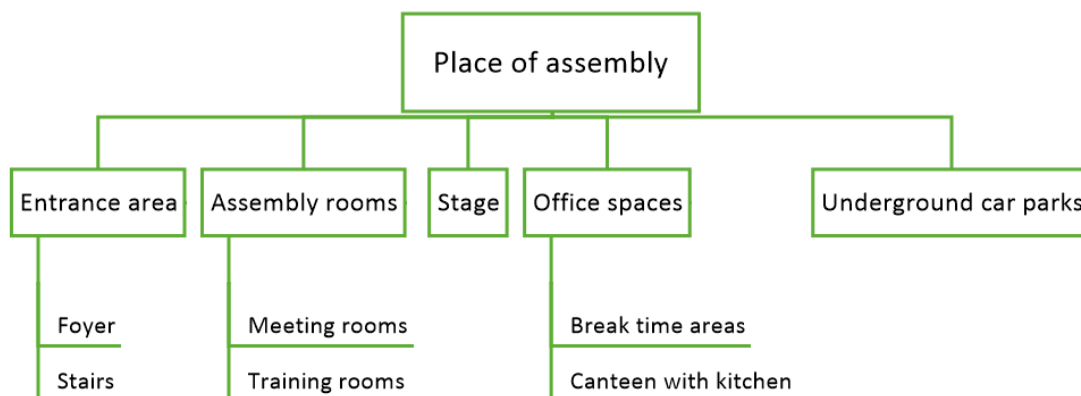 Place of assembly
Entrance area
Assembly rooms
Stage
Office spaces
Underground car parks
Foyer
Stairs
Meeting rooms
Training rooms
Break time areas
Canteen with kitchen